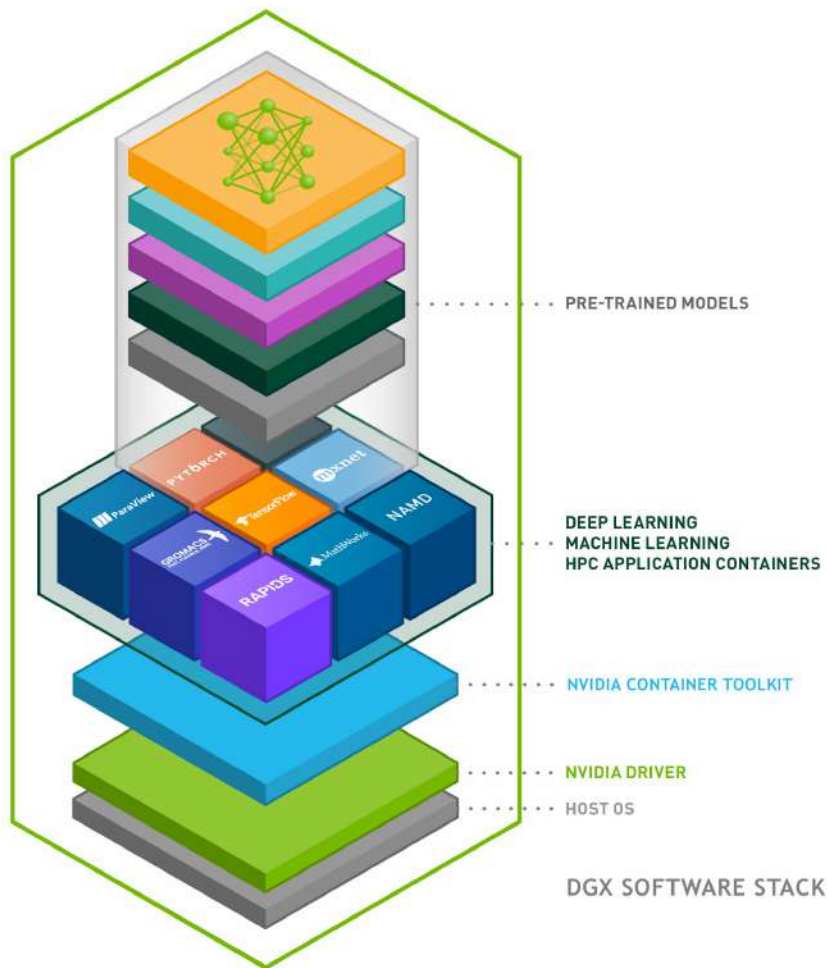 PRE-TRAINED MODELS
PYTORCH
mxnet
ParaView
TensorFlow
NAMD
GROMACS
MathWorks
RAPIDS
DEEP LEARNING
MACHINE LEARNING
HPC APPLICATION CONTAINERS
NVIDIA CONTAINER TOOLKIT
NVIDIA DRIVER
HOST OS
DGX SOFTWARE STACK